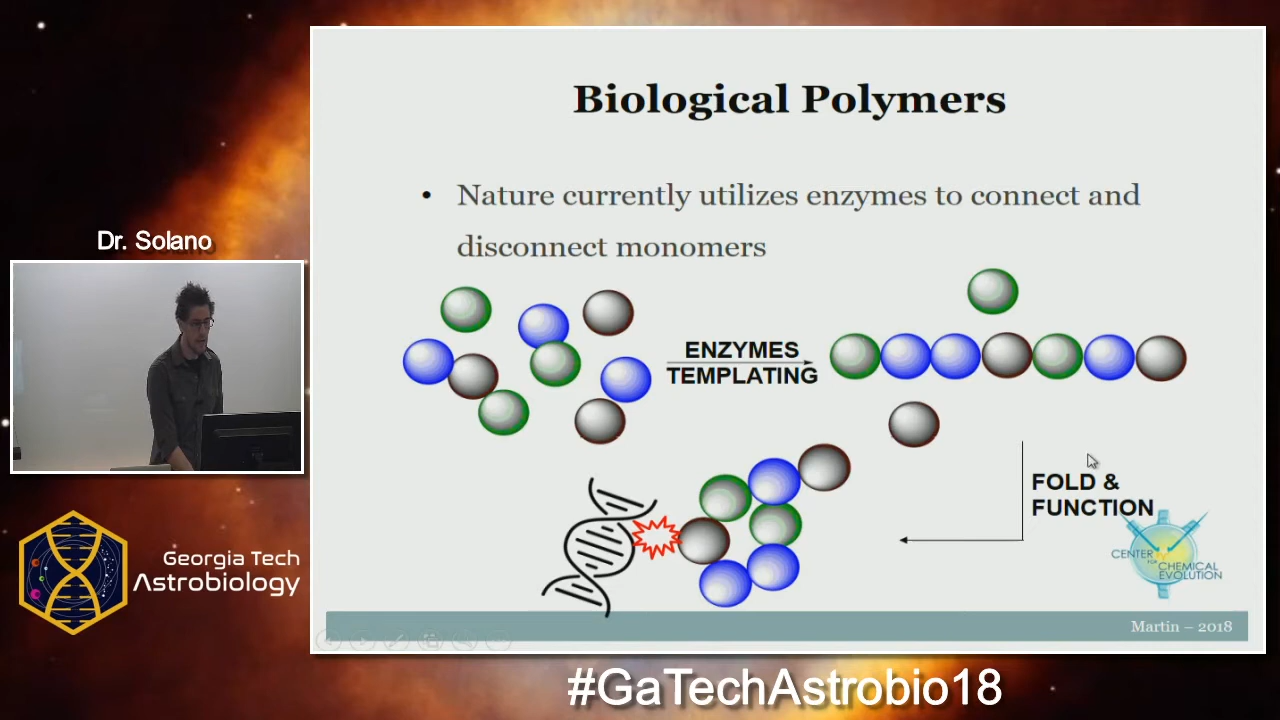 Biological Polymers
• Nature currently utilizes enzymes to connect and
disconnect monomers
Dr. Solano
ENZYMES
TEMPLATING
FOLD &
FUNCTION
CENTER
FOR
CHEMICAL
EVOLUTION
Georgia Tech
Astrobiology
Martin – 2018
#GaTechAstrobio18